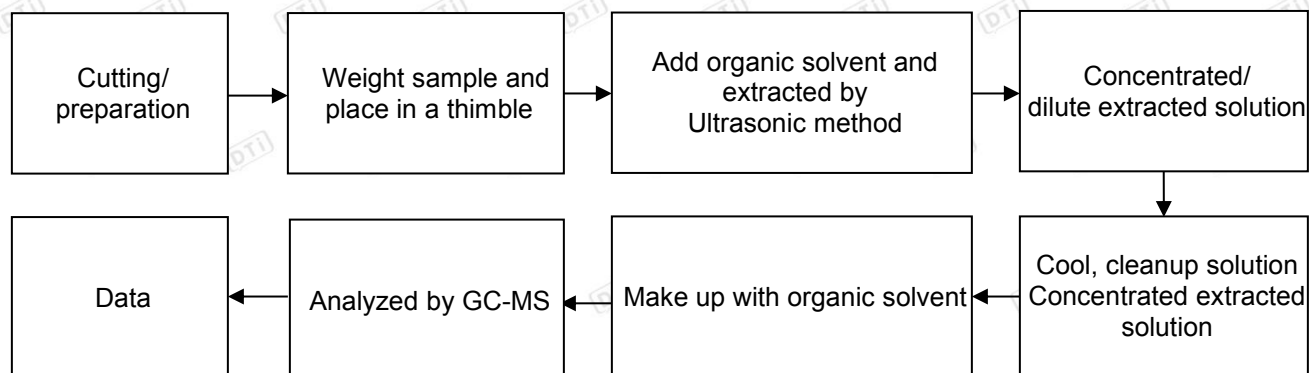 Cutting/
preparation
Weight sample and
place in a thimble
Add organic solvent and
extracted by
Ultrasonic method
Concentrated/
dilute extracted solution
Cool, cleanup solution
Concentrated extracted
solution
Make up with organic solvent
Analyzed by GC-MS
Data
DTI